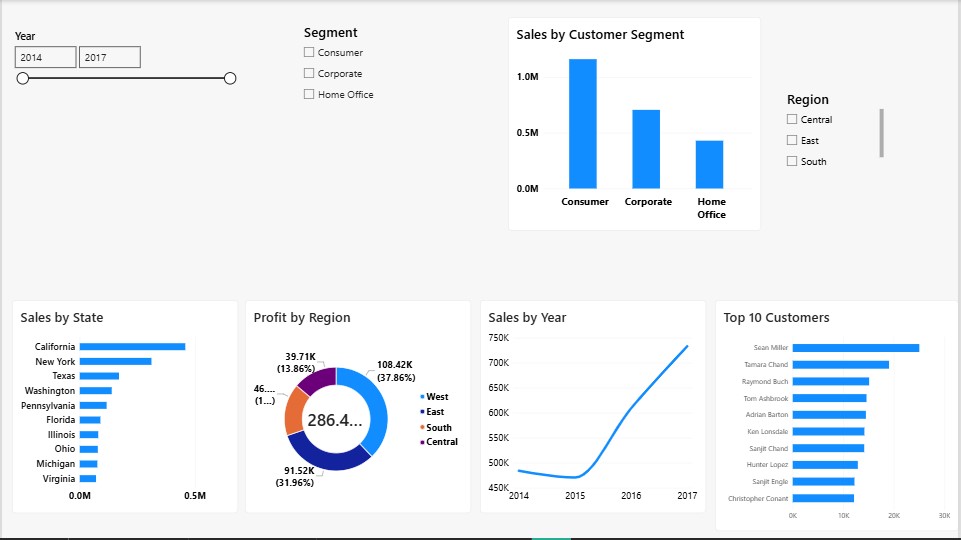 Year
2014 2017
Segment
Consumer
Corporate
Home Office
Sales by Customer Segment
1.0M
0.5M
0.0M
Consumer Corporate Home
Office
Region
Central
East
South
Sales by State
California
New York
Texas
Washington
Pennsylvania
Florida
Illinois
Ohio
Michigan
Virginia
0.0M 0.5M
Profit by Region
39.71K
(13.86%)
108.42K
(37.86%)
46....
(1...)
286.4...
91.52K
(31.96%)
West
East
South
Central
Sales by Year
750K
700K
650K
600K
550K
500K
450K
2014 2015 2016 2017
Top 10 Customers
Sean Miller
Tamara Chand
Raymond Buch
Tom Ashbrook
Adrian Barton
Ken Lonsdale
Sanjit Chand
Hunter Lopez
Sanjit Engle
Christopher Conant
0K 10K 20K 30K